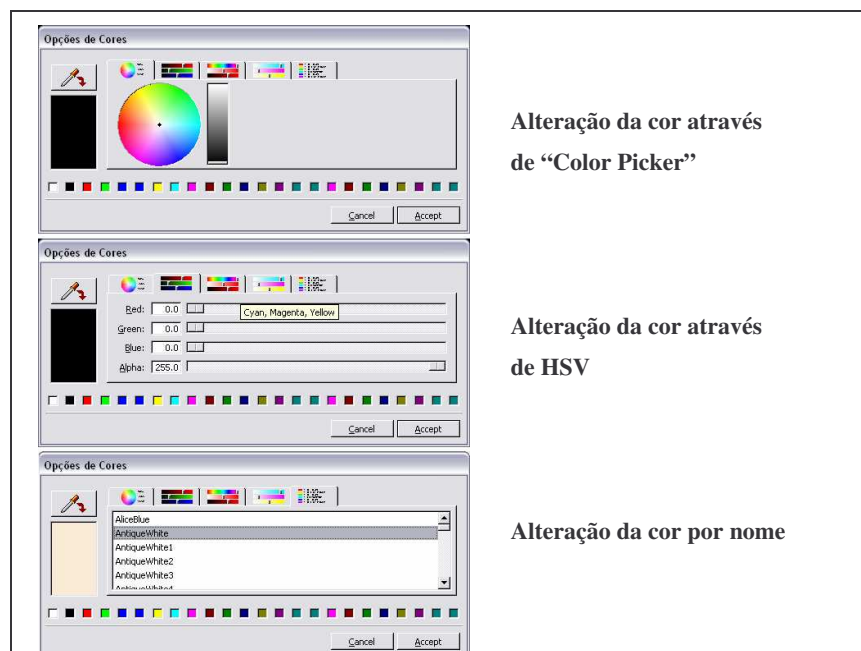 Opções de Cores
Cancel Accept
Alteração da cor através
de “Color Picker”
Opções de Cores
Red: 0.0
Cyan, Magenta, Yellow
Green: 0.0
Blue: 0.0
Alpha: 255.0
Cancel Accept
Alteração da cor através
de HSV
Opções de Cores
AliceBlue
AntiqueWhite
AntiqueWhite1
AntiqueWhite2
AntiqueWhite3
Cancel Accept
Alteração da cor por nome